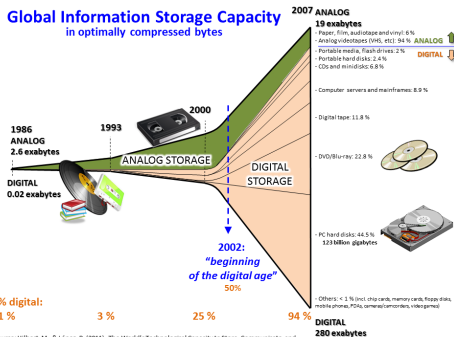 Global Information Storage Capacity
in optimally compressed bytes
2007 ANALOG
19 exabytes
- Paper, film, audiotape and vinyl: 6 %
- Analog videotapes (VHS, etc): 94 %
ANALOG
DIGITAL
- Portable media, flash drives: 2 %
- Portable hard disks: 2.4 %
- CDs and minidisks: 6.8 %
- Computer servers and mainframes: 8.9 %
- Digital tape: 11.8 %
- DVD/Blu-ray: 22.8 %
- PC hard disks: 44.5 %
123 billion gigabytes
- Others: < 1 % (incl. chip cards, memory cards, floppy disks,
mobile phones, PDAs, cameras/camcorders, video games)
DIGITAL
280 exabytes
1986
ANALOG
2.6 exabytes
DIGITAL
0.02 exabytes
1993
2000
ANALOG STORAGE
DIGITAL
STORAGE
2002:
"beginning
of the digital age"
50%
% digital:
1 %
3 %
25 %
94 %